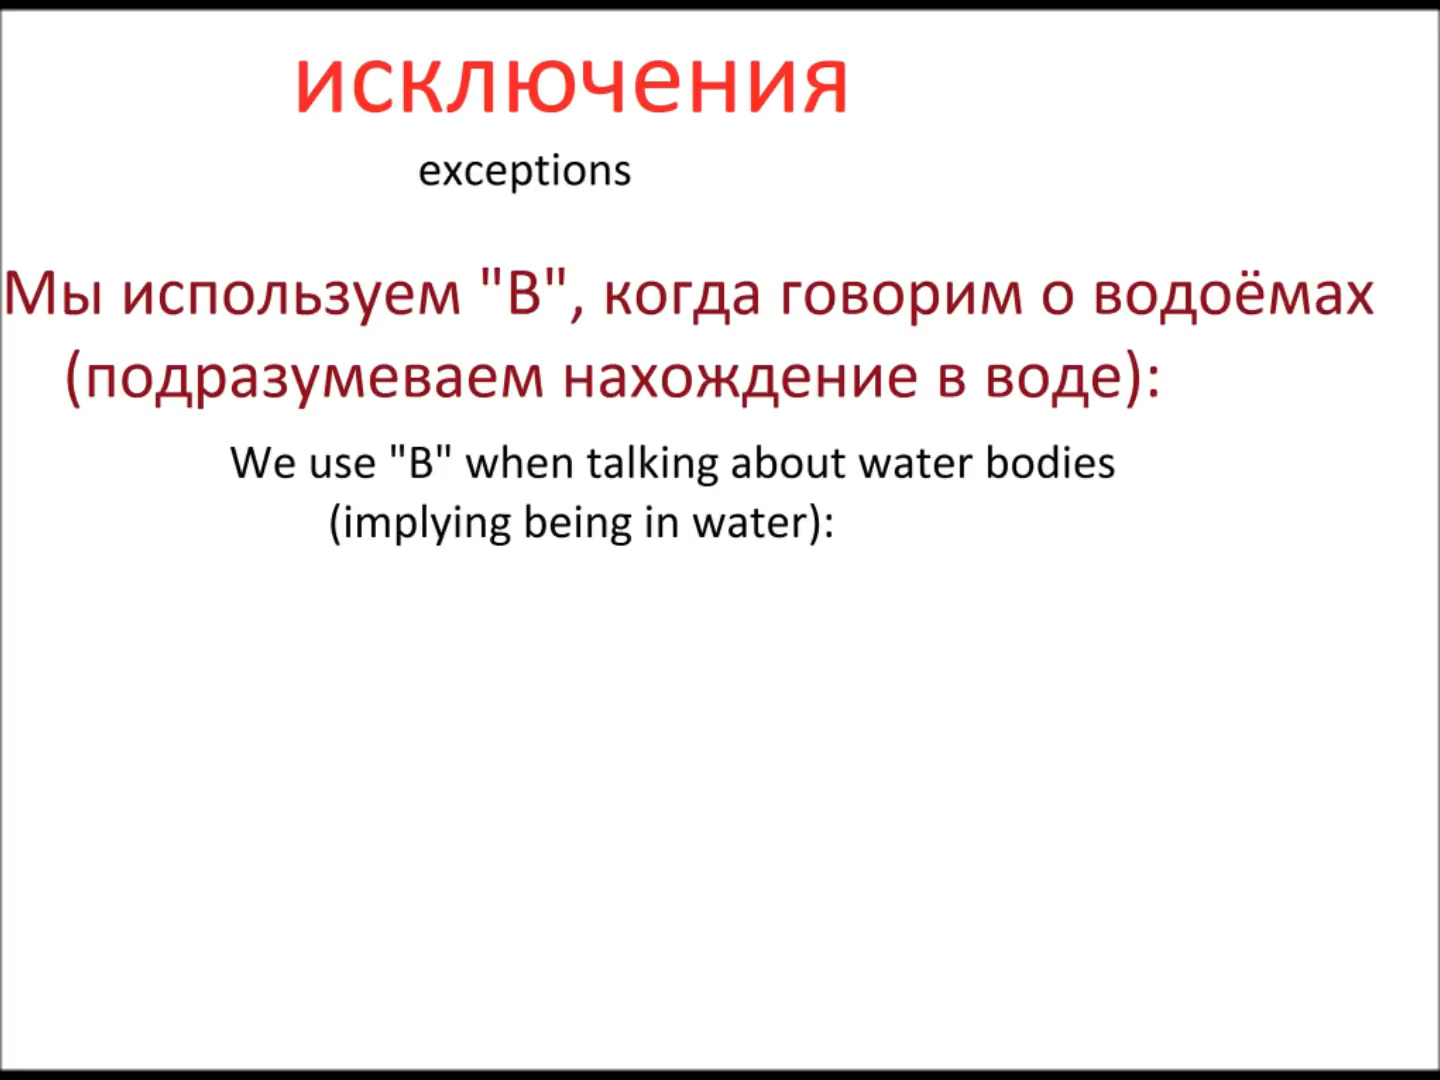 исключения
exceptions
Мы используем "В", когда говорим о водоёмах
(подразумеваем нахождение в воде):
We use "В" when talking about water bodies
(implying being in water):